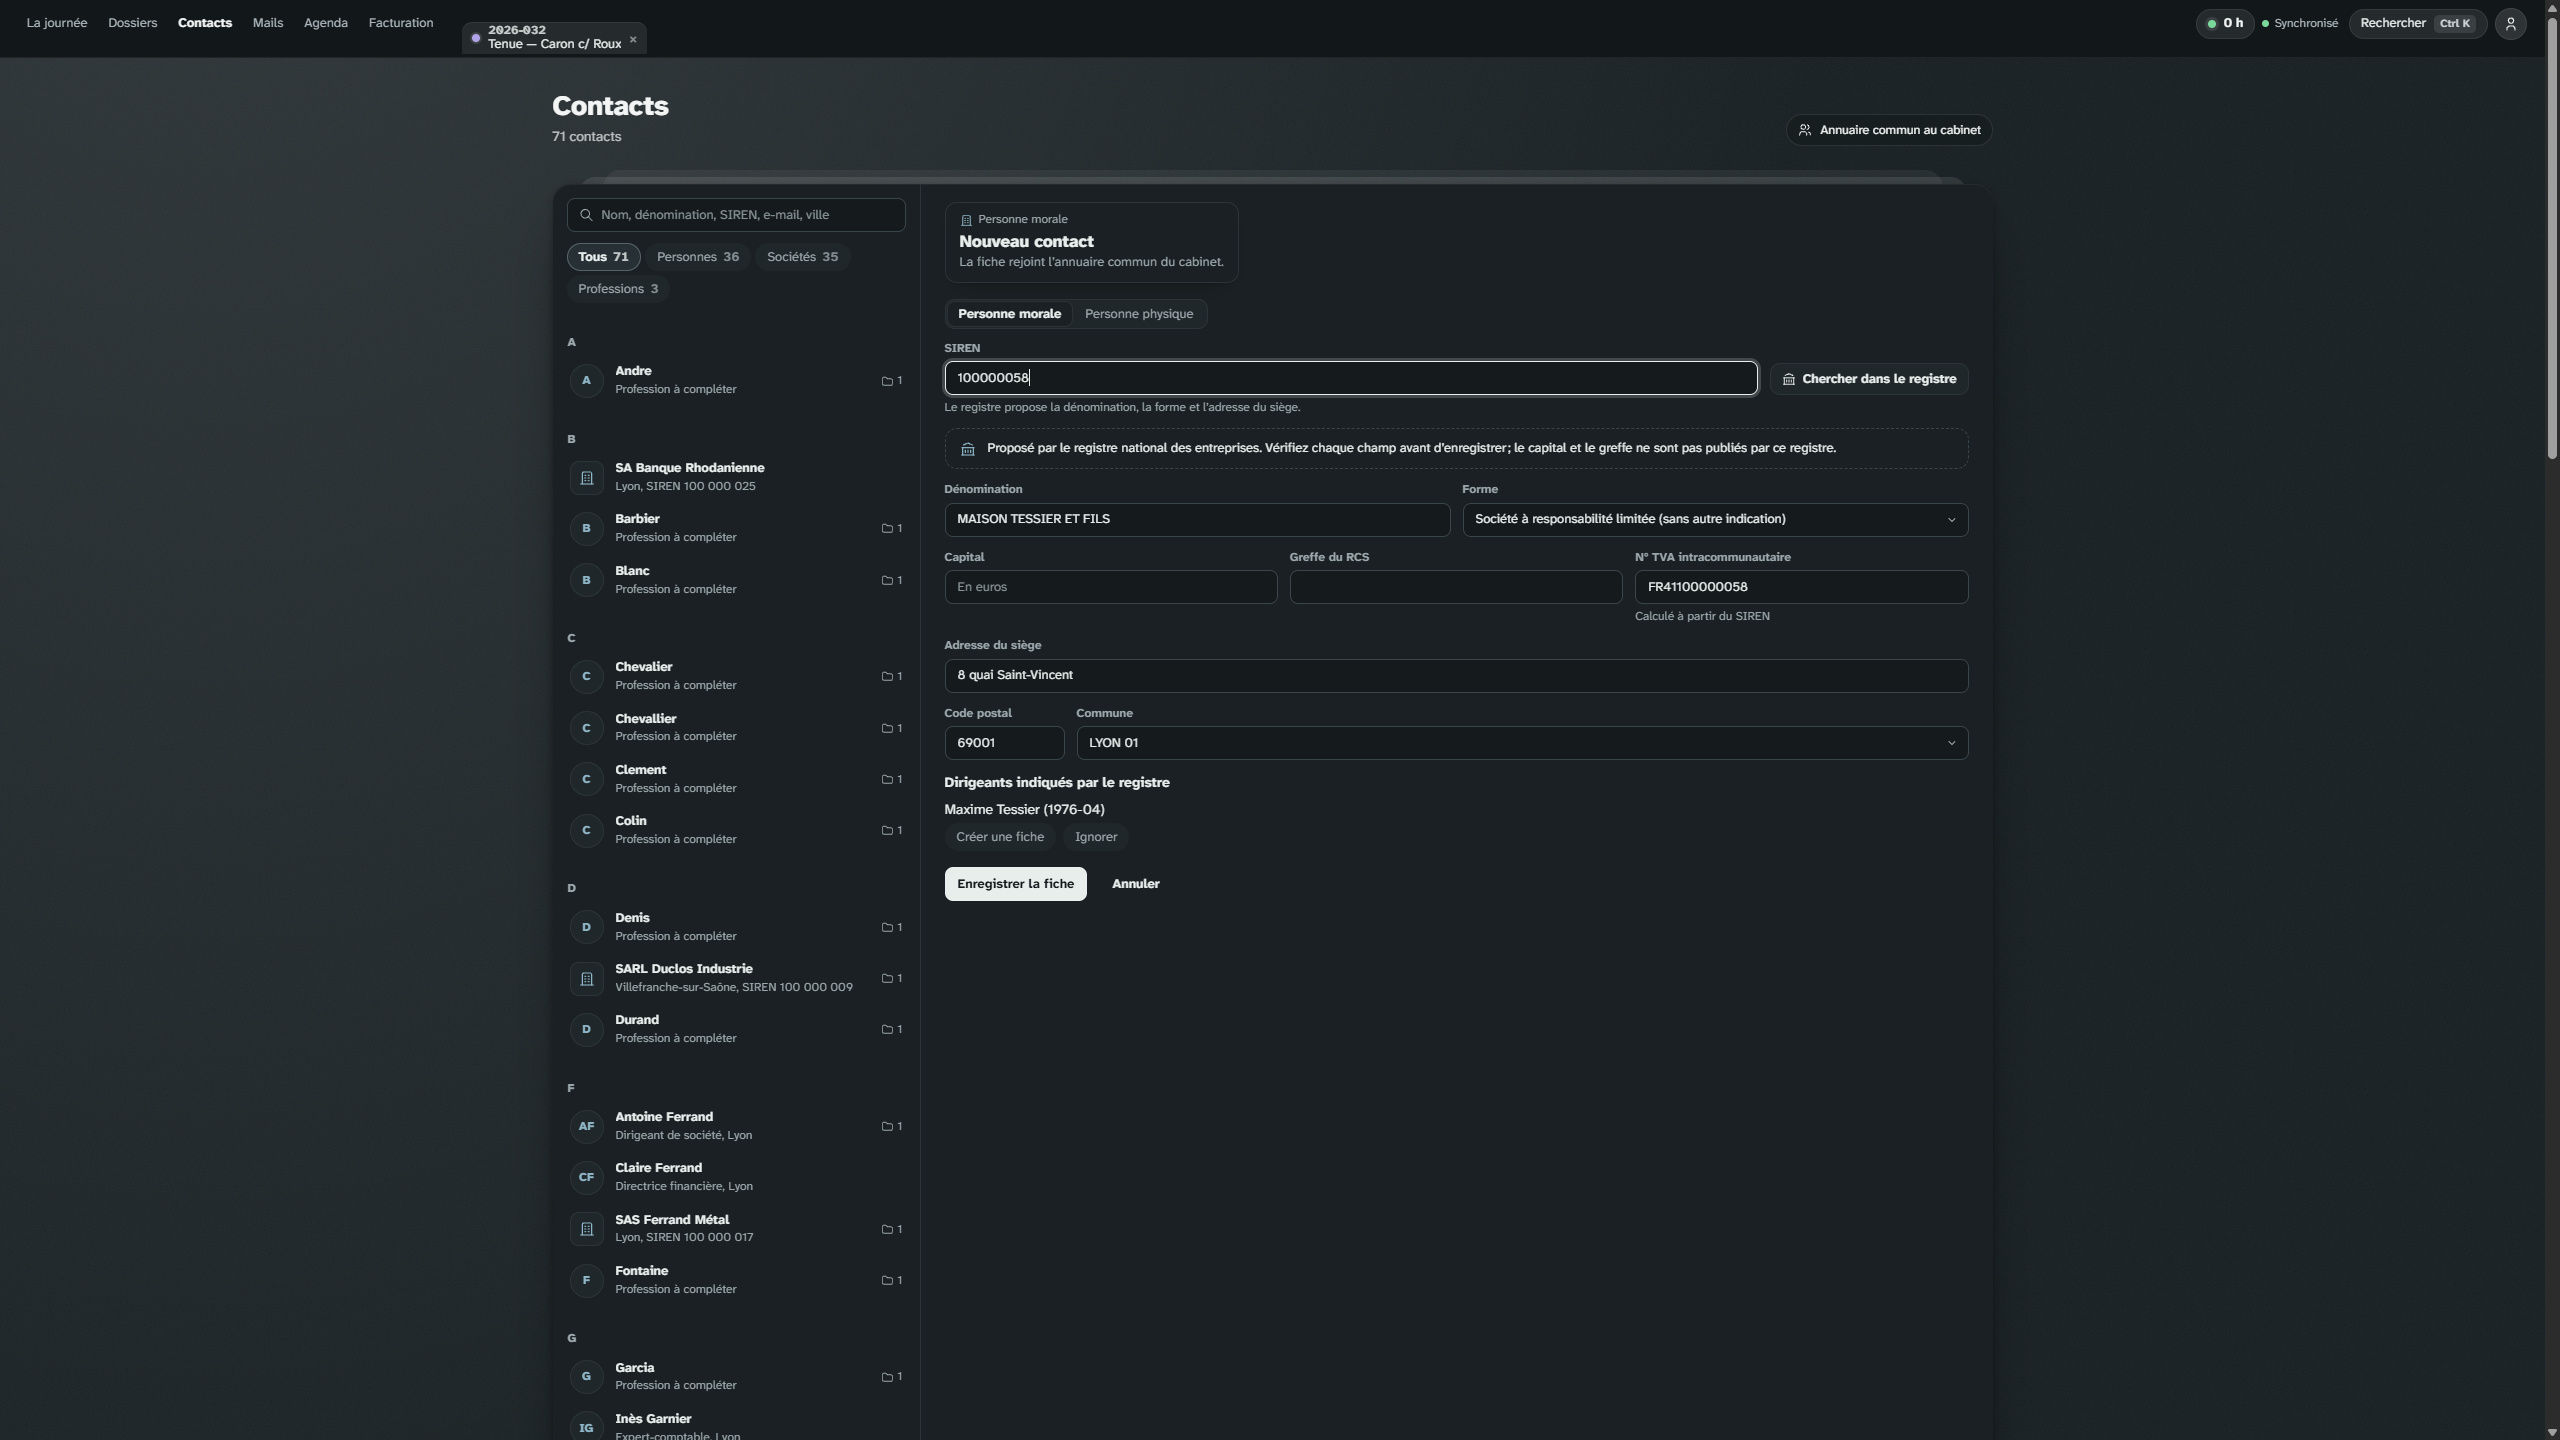 La journée
Dossiers
Contacts
Mails
Agenda
Facturation
2026-032
Tenue — Caron c/ Roux ×
0 h
Synchronisé
Rechercher Ctrl K
Contacts
71 contacts
Annuaire commun au cabinet
Nom, dénomination, SIREN, e-mail, ville
Tous 71
Personnes 36
Sociétés 35
Professions 3
A
A
Andre
Profession à compléter
1
B
SA Banque Rhodanienne
Lyon, SIREN 100 000 025
B
Barbier
Profession à compléter
1
B
Blanc
Profession à compléter
1
C
C
Chevalier
Profession à compléter
1
C
Chevallier
Profession à compléter
1
C
Clement
Profession à compléter
1
C
Colin
Profession à compléter
1
D
D
Denis
Profession à compléter
1
SARL Duclos Industrie
Villefranche-sur-Saône, SIREN 100 000 009
1
D
Durand
Profession à compléter
1
F
AF
Antoine Ferrand
Dirigeant de société, Lyon
1
CF
Claire Ferrand
Directrice financière, Lyon
SAS Ferrand Métal
Lyon, SIREN 100 000 017
1
F
Fontaine
Profession à compléter
1
G
G
Garcia
Profession à compléter
1
IG
Inès Garnier
Expert-comptable, Lyon
Personne morale
Nouveau contact
La fiche rejoint l'annuaire commun du cabinet.
Personne morale
Personne physique
SIREN
100000058
Chercher dans le registre
Le registre propose la dénomination, la forme et l'adresse du siège.
Proposé par le registre national des entreprises. Vérifiez chaque champ avant d'enregistrer ; le capital et le greffe ne sont pas publiés par ce registre.
Dénomination
MAISON TESSIER ET FILS
Forme
Société à responsabilité limitée (sans autre indication)
Capital
En euros
Greffe du RCS
N° TVA intracommunautaire
FR41100000058
Calculé à partir du SIREN
Adresse du siège
8 quai Saint-Vincent
Code postal
69001
Commune
LYON 01
Dirigeants indiqués par le registre
Maxime Tessier (1976-04)
Créer une fiche
Ignorer
Enregistrer la fiche
Annuler